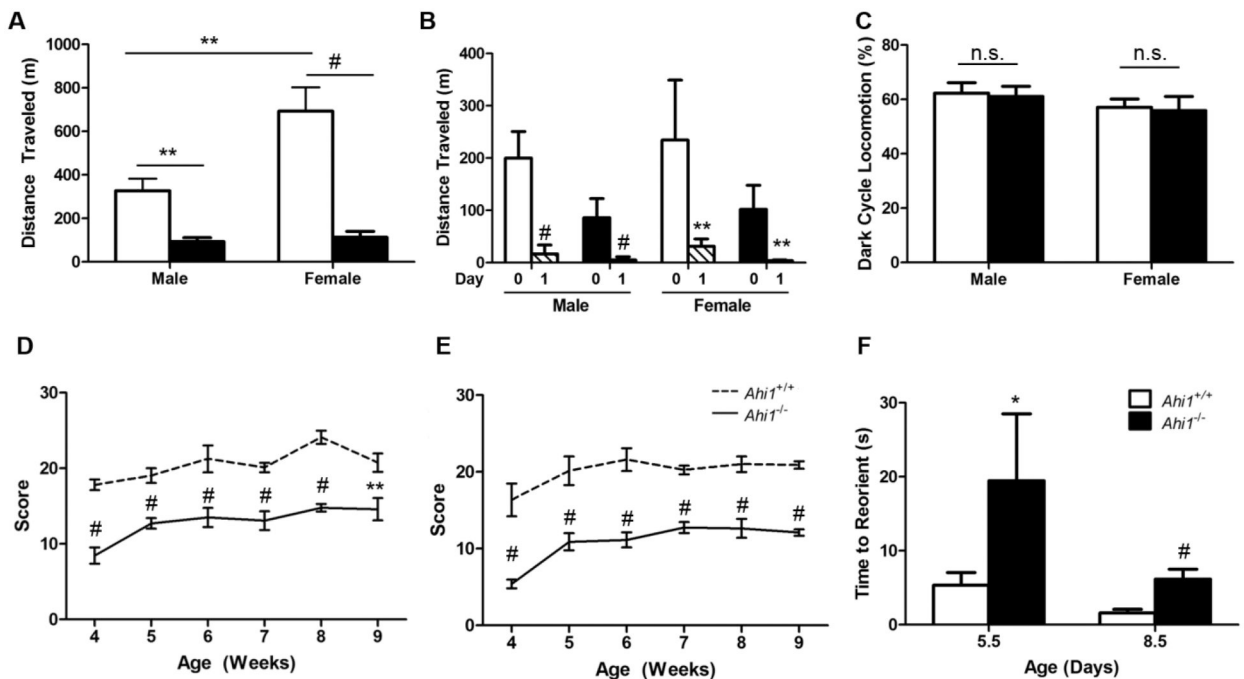 A
Distance Traveled (m)
1000
800
600
400
200
0
**
**
#
Male Female
B
Distance Traveled (m)
400
300
200
100
0
#
#
**
**
Day 0 1 0 1 0 1 0 1
Male Female
C
Dark Cycle Locomotion (%)
80
60
40
20
0
n.s. n.s.
Male Female
D
Score
30
20
10
0
# # # # # **
4 5 6 7 8 9
Age (Weeks)
E
Score
30
20
10
0
Ahi1+/+
Ahi1-/-
# # # # # #
4 5 6 7 8 9
Age (Weeks)
F
Time to Reorient (s)
30
20
10
0
*
#
Ahi1+/+
Ahi1-/-
5.5 8.5
Age (Days)